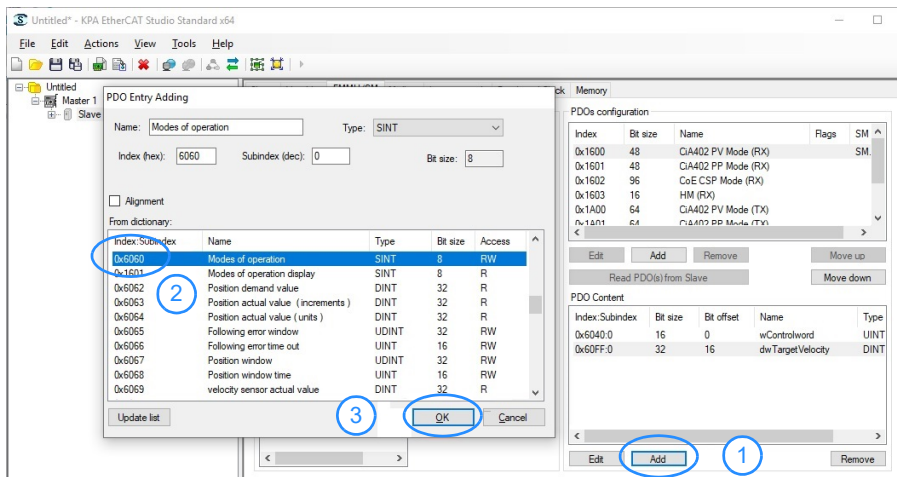 Untitled* - KPA EtherCAT Studio Standard x64
File Edit Actions View Tools Help
Untitled
Master 1
Slave
PDO Entry Adding
Name: Modes of operation Type: SINT
Index (hex): 6060 Subindex (dec): 0 Bit size: 8
Alignment
From dictionary:
Index:Subindex Name Type Bit size Access
0x6060 Modes of operation SINT 8 RW
0x1601 Modes of operation display SINT 8 R
0x6062 Position demand value DINT 32 R
0x6063 Position actual value (increments) DINT 32 R
0x6064 Position actual value (units) DINT 32 R
0x6065 Following error window UDINT 32 RW
0x6066 Following error time out UINT 16 RW
0x6067 Position window UDINT 32 RW
0x6068 Position window time UINT 16 RW
0x6069 velocity sensor actual value DINT 32 R
Update list OK Cancel
2
3
Memory
PDOs configuration
Index Bit size Name Flags SM
0x1600 48 CiA402 PV Mode (RX) SM.
0x1601 48 CiA402 PP Mode (RX)
0x1602 96 CoE CSP Mode (RX)
0x1603 16 HM (RX)
0x1A00 64 CiA402 PV Mode (TX)
0x1A01 64 CiA402 PP Mode (TX)
Edit Add Remove Move up
Read PDO(s) from Slave Move down
PDO Content
Index:Subindex Bit size Bit offset Name Type
0x6040:0 16 0 wControlword UINT
0x60FF:0 32 16 dwTargetVelocity DINT
Edit Add 1 Remove